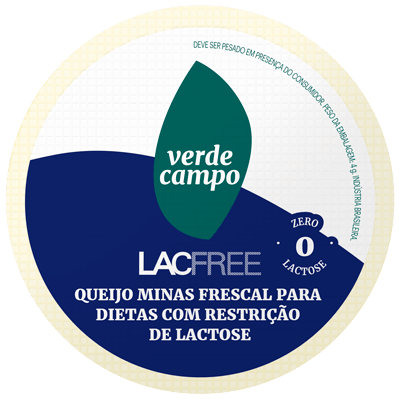 DEVE SER PESADO EM PRESENÇA DO CONSUMIDOR. PESO DA EMBALAGEM: 4 g. INDÚSTRIA BRASILEIRA.
verde
campo
ZERO
0
LACTOSE
LACFREE
QUEIJO MINAS FRESCAL PARA
DIETAS COM RESTRIÇÃO
DE LACTOSE